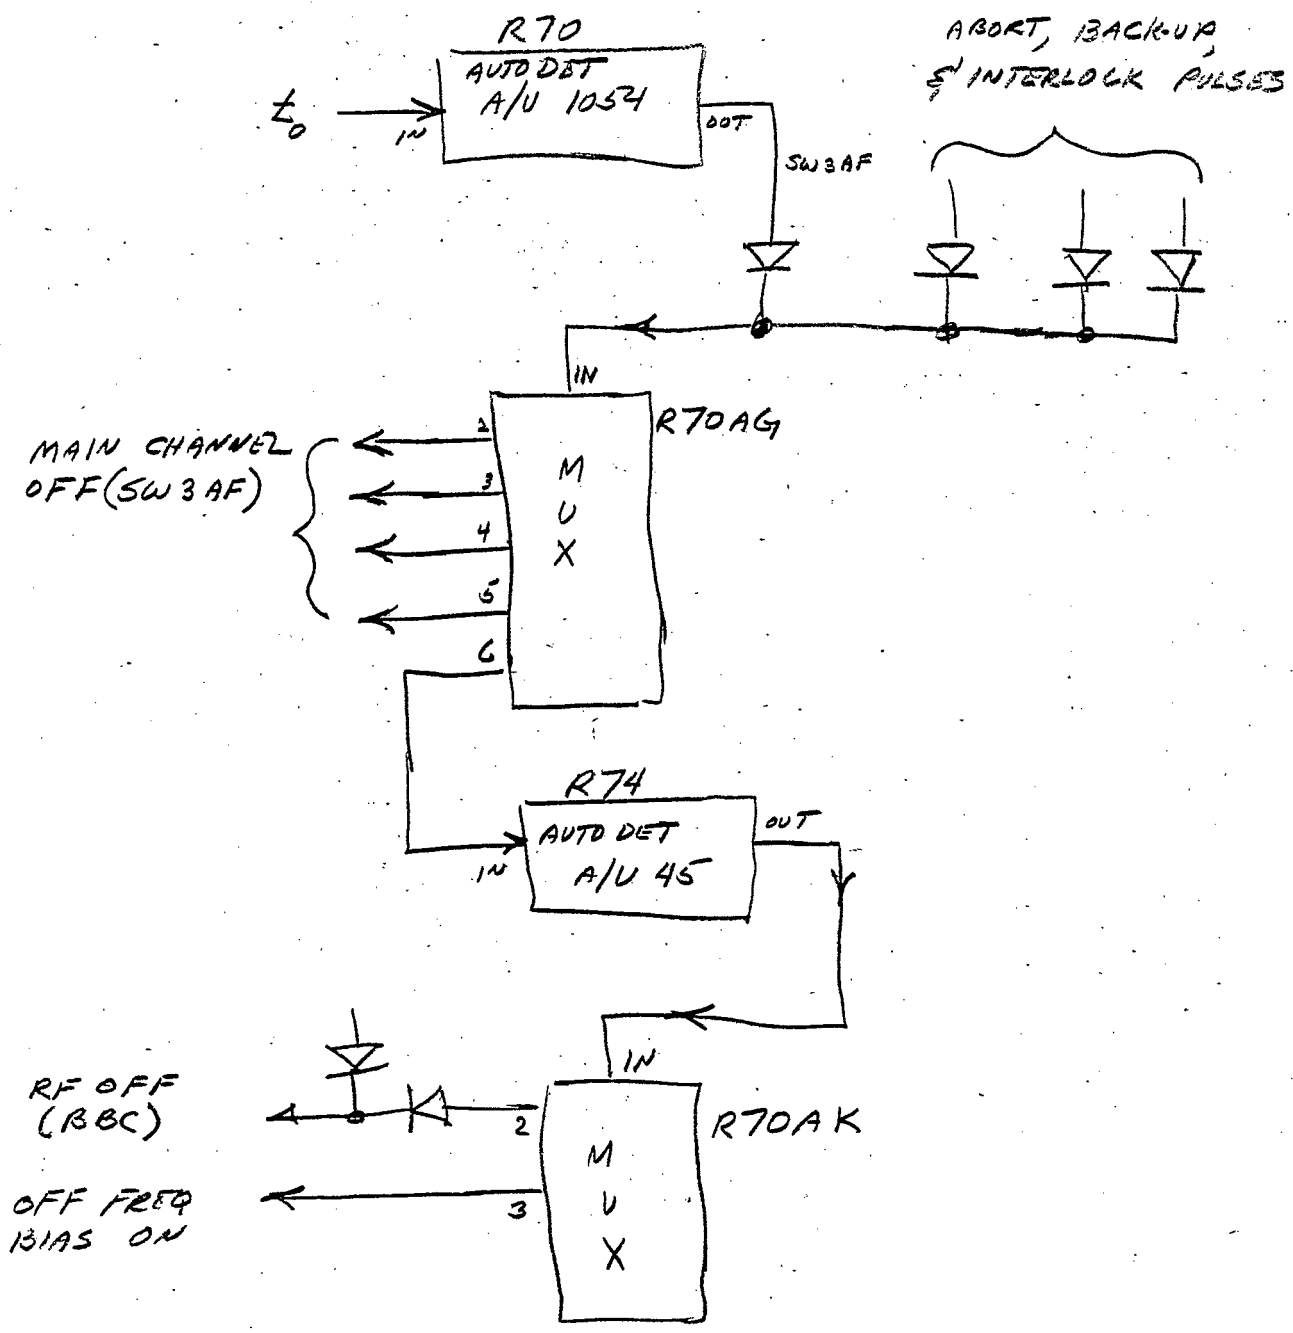 R70
AUTO DET
A/U 1054
t₀
IN
OUT
SW3AF
ABORT, BACK-UP,
& INTERLOCK PULSES
IN
R70AG
MAIN CHANNEL
OFF (SW3AF)
2
3
4
5
6
M
U
X
R74
AUTO DET
A/U 45
IN
OUT
IN
R70AK
RF OFF
(BBC)
2
OFF FREQ
BIAS ON
3
M
U
X